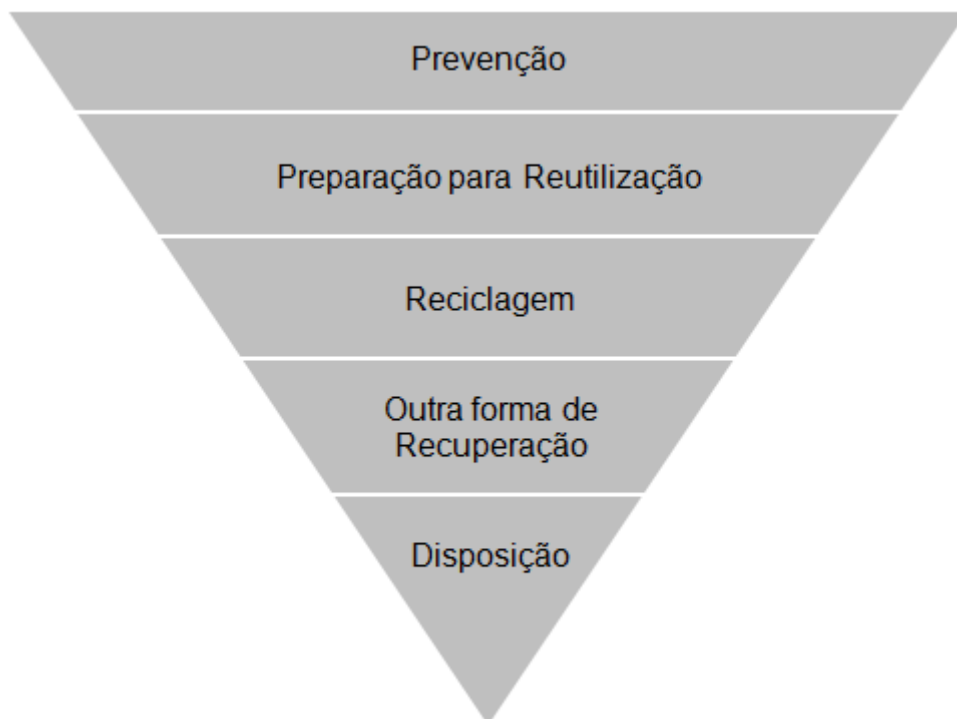 Prevenção
Preparação para Reutilização
Reciclagem
Outra forma de
Recuperação
Disposição